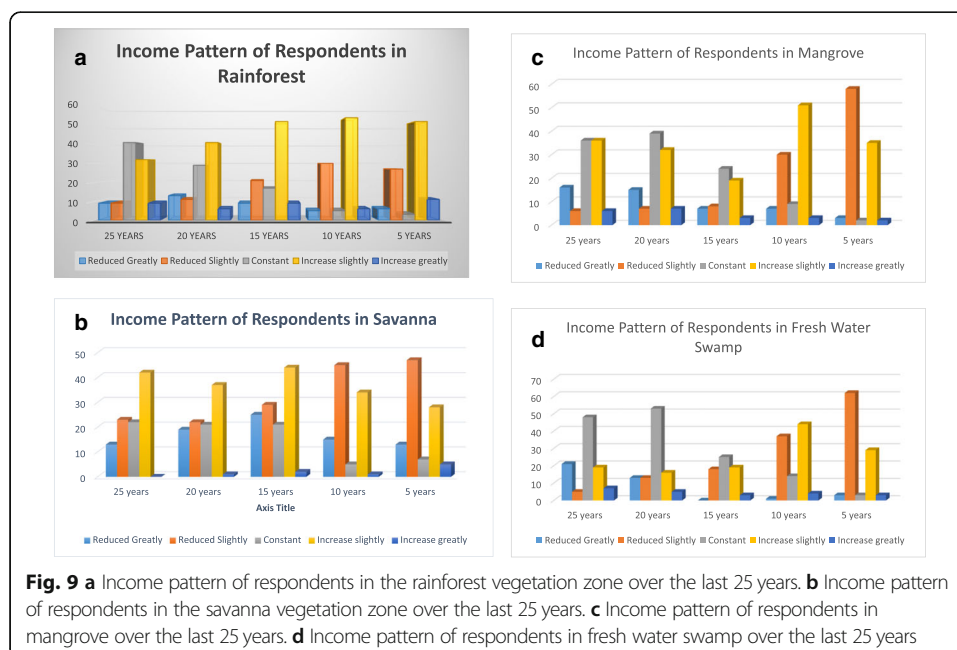 a
Income Pattern of Respondents in
Rainforest
60
50
40
30
20
10
0
25 YEARS 20 YEARS 15 YEARS 10 YEARS 5 YEARS
Reduced Greatly Reduced Slightly Constant Increase slightly Increase greatly
b
Income Pattern of Respondents in Savanna
50
40
30
20
10
0
25 years 20 years 15 years 10 years 5 years
Axis Title
Reduced Greatly Reduced Slightly Constant Increase slightly Increase greatly
c
Income Pattern of Respondents in Mangrove
60
50
40
30
20
10
0
25 years 20 years 15 years 10 years 5 years
Reduced Greatly Reduced Slightly Constant Increase slightly Increase greatly
d
Income Pattern of Respondents in Fresh Water
Swamp
70
60
50
40
30
20
10
0
25 years 20 years 15 years 10 years 5 years
Reduced Greatly Reduced Slightly Constant Increase slightly Increase greatly
Fig. 9 a Income pattern of respondents in the rainforest vegetation zone over the last 25 years. b Income pattern
of respondents in the savanna vegetation zone over the last 25 years. c Income pattern of respondents in
mangrove over the last 25 years. d Income pattern of respondents in fresh water swamp over the last 25 years